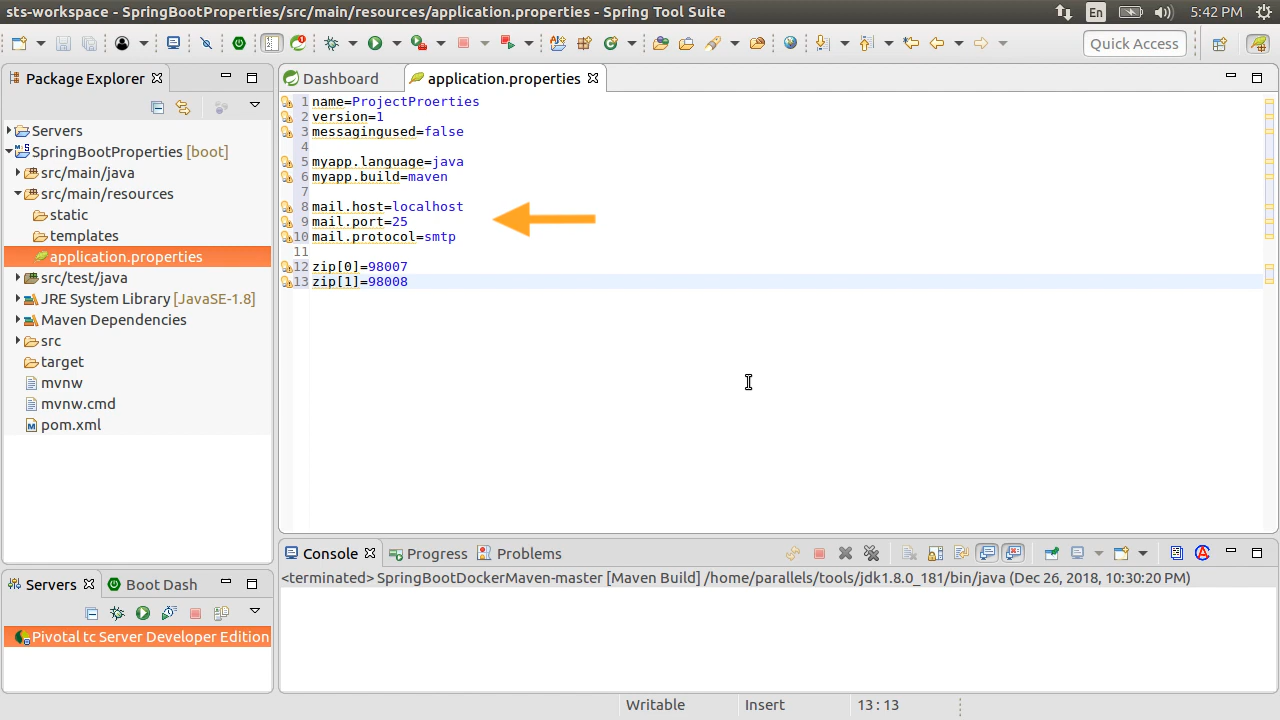 sts-workspace - SpringBootProperties/src/main/resources/application.properties - Spring Tool Suite
En
5:42 PM
Quick Access
Package Explorer
Servers
SpringBootProperties [boot]
src/main/java
src/main/resources
static
templates
application.properties
src/test/java
JRE System Library [JavaSE-1.8]
Maven Dependencies
src
target
mvnw
mvnw.cmd
pom.xml
Dashboard
application.properties
1 name=ProjectProerties
2 version=1
3 messagingused=false
4
5 myapp.language=java
6 myapp.build=maven
7
8 mail.host=localhost
9 mail.port=25
10 mail.protocol=smtp
11
12 zip[0]=98007
13 zip[1]=98008
Servers
Boot Dash
Pivotal tc Server Developer Edition
Console
Progress
Problems
<terminated> SpringBootDockerMaven-master [Maven Build] /home/parallels/tools/jdk1.8.0_181/bin/java (Dec 26, 2018, 10:30:20 PM)
Writable
Insert
13 : 13